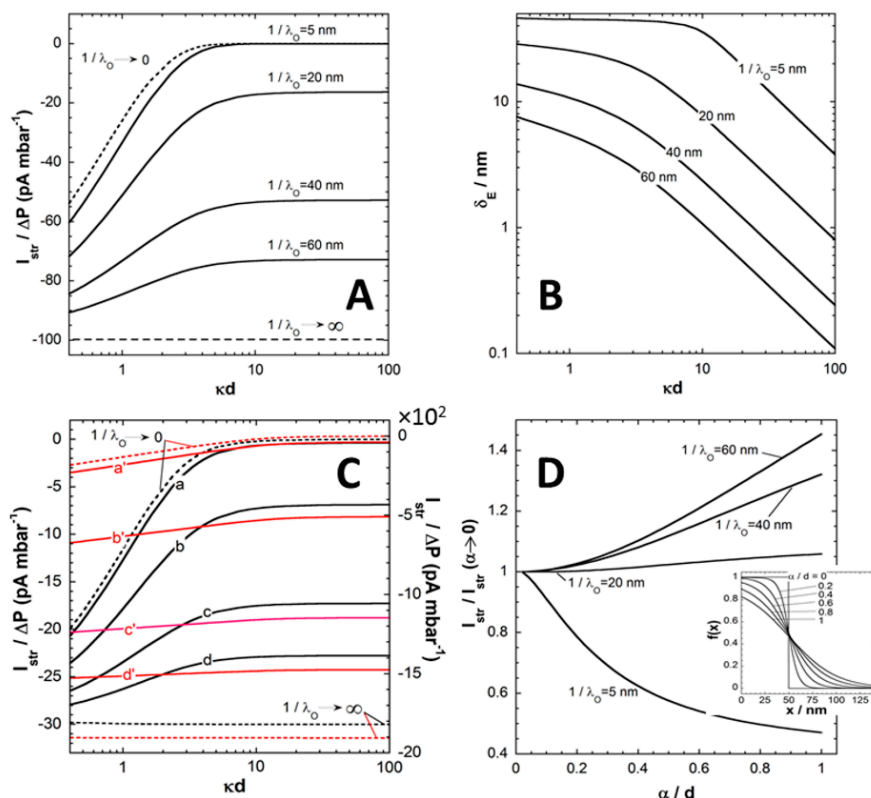 A
I_str / ΔP (pA mbar⁻¹)
0
-20
-40
-60
-80
-100
1 / λ_O → 0
1 / λ_O=5 nm
1 / λ_O=20 nm
1 / λ_O=40 nm
1 / λ_O=60 nm
1 / λ_O → ∞
1
10
100
κd
B
δ_E / nm
10
1
0.1
1/λ_O=5 nm
20 nm
40 nm
60 nm
1
10
100
κd
C
×10²
I_str / ΔP (pA mbar⁻¹)
0
-5
-10
-15
-20
-25
-30
1 / λ_O → 0
a'
a
b'
b
c
c'
d
d'
1 / λ_O → ∞
0
-5
-10
-15
-20
I_str / ΔP (pA mbar⁻¹)
1
10
100
κd
D
I_str / I_str (α→0)
1.4
1.2
1
0.8
0.6
0.4
1/λ_O=60 nm
1/λ_O=40 nm
1/λ_O=20 nm
1/λ_O=5 nm
0
0.2
0.4
0.6
0.8
1
α / d
f(x)
1
0.8
0.6
0.4
0.2
0
α / d = 0
0.2
0.4
0.6
0.8
1
0
25
50
75
100
125
x / nm